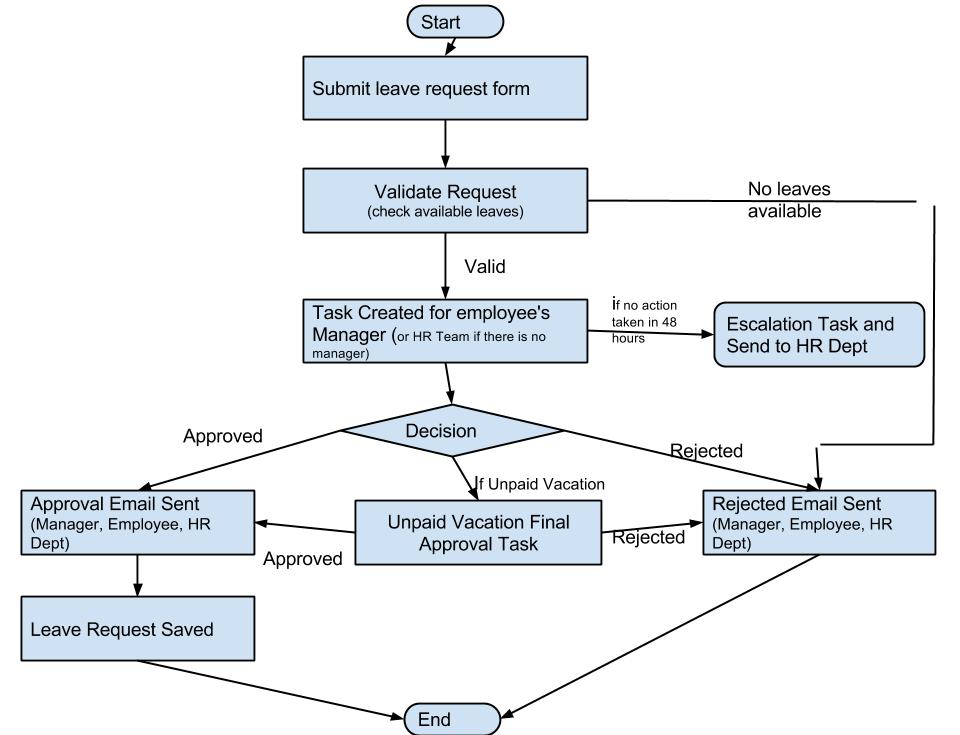 Start
Submit leave request form
Validate Request
(check available leaves)
No leaves
available
Valid
Task Created for employee's
Manager (or HR Team if there is no
manager)
If no action
taken in 48
hours
Escalation Task and
Send to HR Dept
Decision
Approved
Rejected
If Unpaid Vacation
Approval Email Sent
(Manager, Employee, HR
Dept)
Unpaid Vacation Final
Approval Task
Rejected Email Sent
(Manager, Employee, HR
Dept)
Approved
Rejected
Leave Request Saved
End